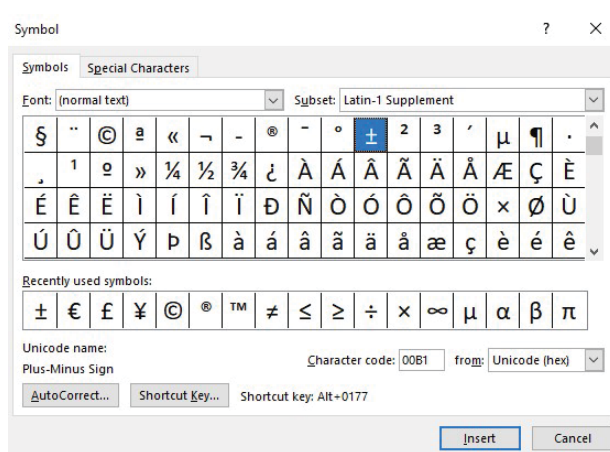 Symbol ? ×
Symbols Special Characters
Font: (normal text) Subset: Latin-1 Supplement
§ ¨ © ª « ¬ - ® ¯ ° ± ² ³ ´ µ ¶ ·
¸ ¹ º » ¼ ½ ¾ ¿ À Á Â Ã Ä Å Æ Ç È
É Ê Ë Ì Í Î Ï Ð Ñ Ò Ó Ô Õ Ö × Ø Ù
Ú Û Ü Ý Þ ß à á â ã ä å æ ç è é ê
Recently used symbols:
± € £ ¥ © ® ™ ≠ ≤ ≥ ÷ × ∞ µ α β π
Unicode name:
Plus-Minus Sign
Character code: 00B1 from: Unicode (hex)
AutoCorrect... Shortcut Key... Shortcut key: Alt+0177
Insert Cancel